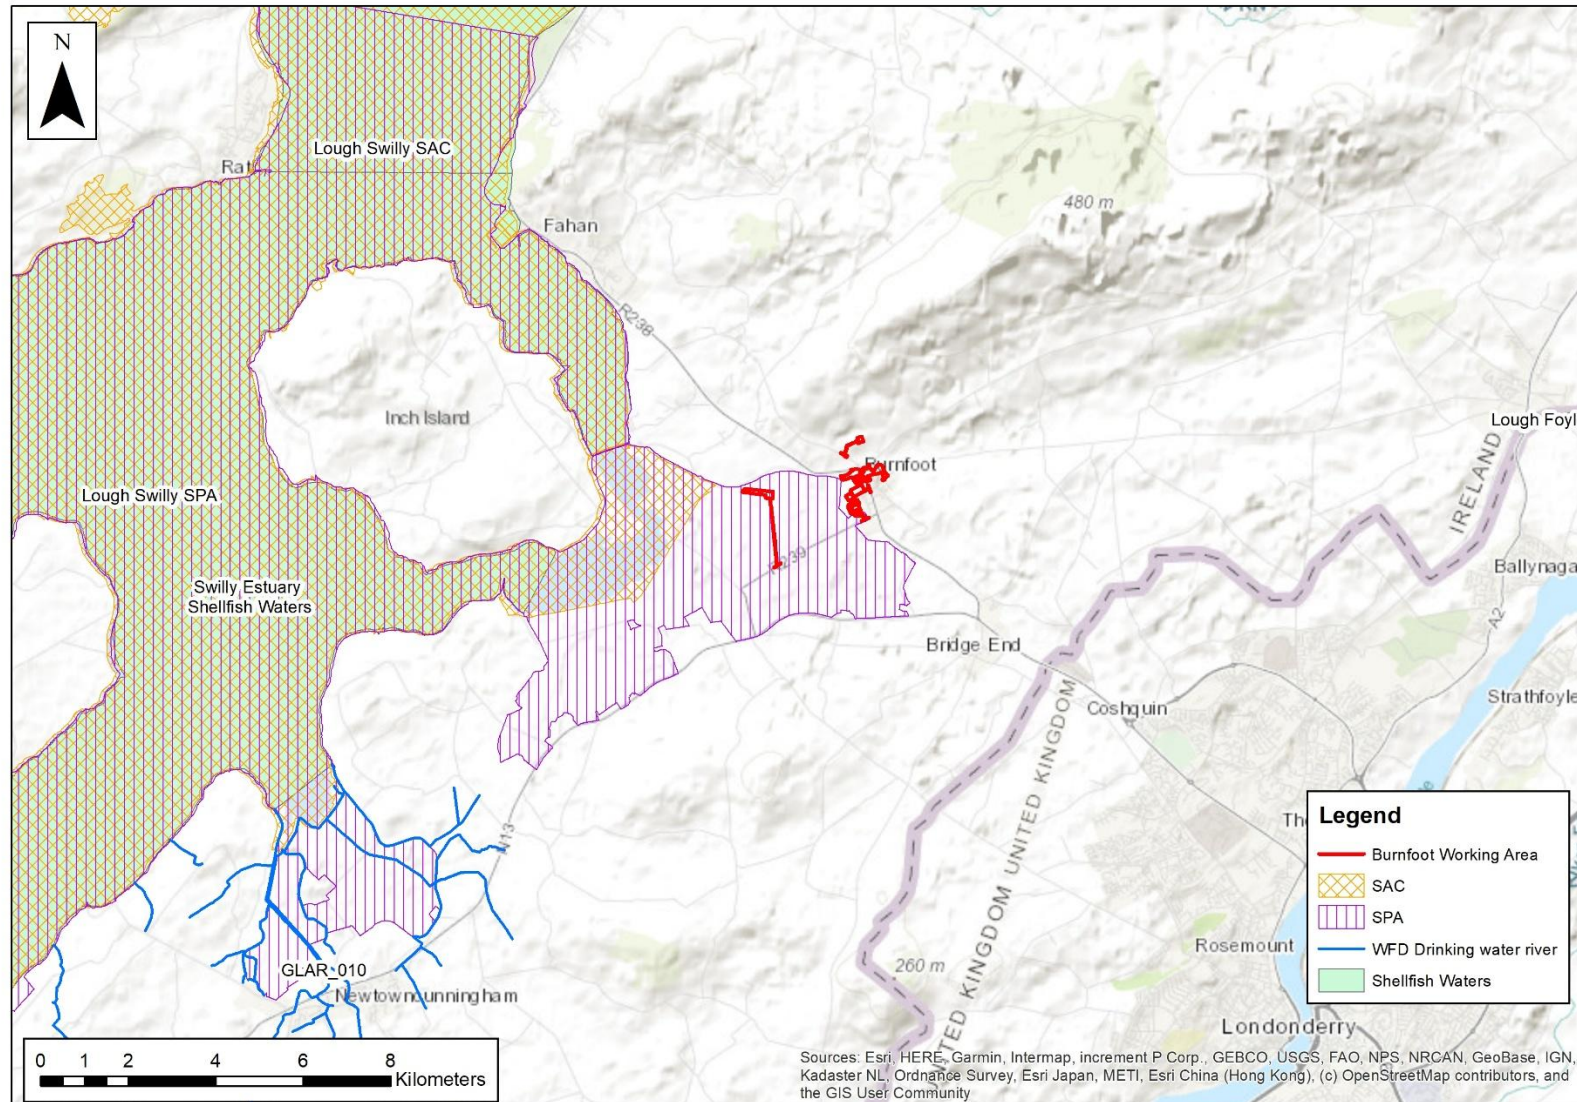 N
Lough Swilly SAC
Fahan
480 m
R238
Inch Island
Burnfoot
Lough Foyl
IRELAND
Lough Swilly SPA
Swilly Estuary
Shellfish Waters
Ballynaga
A2
Bridge End
Strathfoyle
Coshquin
UNITED KINGDOM
UNITED KINGDOM
N13
GLAR_010
Newtowncunningham
260 m
Rosemount
Londonderry
Legend
Burnfoot Working Area
SAC
SPA
WFD Drinking water river
Shellfish Waters
0 1 2 4 6 8
Kilometers
Sources: Esri, HERE, Garmin, Intermap, increment P Corp., GEBCO, USGS, FAO, NPS, NRCAN, GeoBase, IGN,
Kadaster NL, Ordnance Survey, Esri Japan, METI, Esri China (Hong Kong), (c) OpenStreetMap contributors, and
the GIS User Community